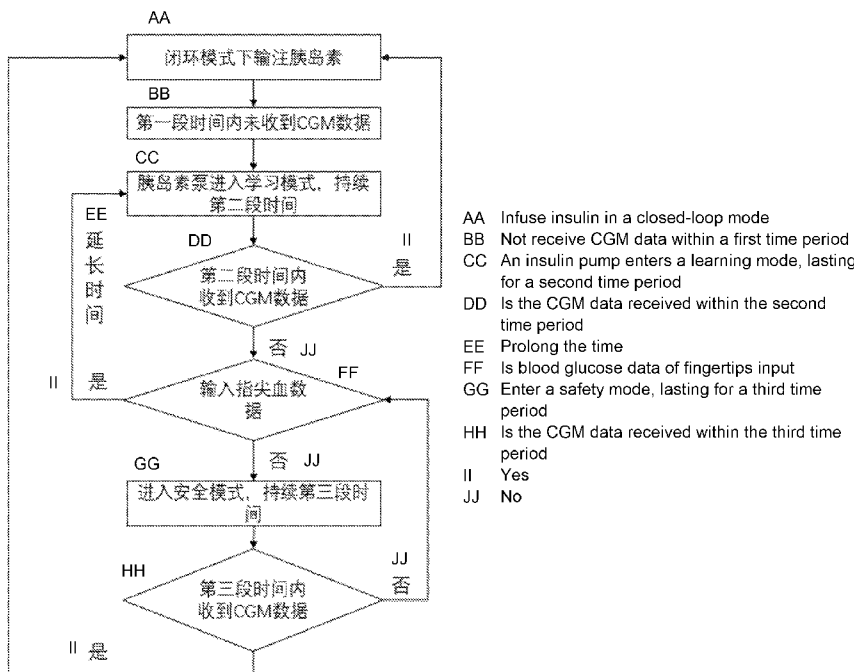 AA
闭环模式下输注胰岛素
BB
第一段时间内未收到CGM数据
CC
胰岛素泵进入学习模式，持续
第二段时间
EE
延
长
时
间
DD
第二段时间内
收到CGM数据
II
是
否 JJ
II 是
FF
输入指尖血数
据
否 JJ
GG
进入安全模式，持续第三段时
间
HH
第三段时间内
收到CGM数据
JJ
否
II 是
AA Infuse insulin in a closed-loop mode
BB Not receive CGM data within a first time period
CC An insulin pump enters a learning mode, lasting
for a second time period
DD Is the CGM data received within the second
time period
EE Prolong the time
FF Is blood glucose data of fingertips input
GG Enter a safety mode, lasting for a third time
period
HH Is the CGM data received within the third time
period
II Yes
JJ No